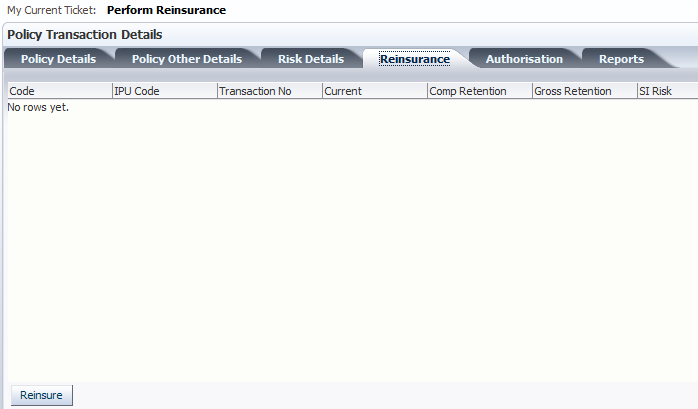 My Current Ticket: Perform Reinsurance
Policy Transaction Details
Policy Details Policy Other Details Risk Details Reinsurance Authorisation Reports
Code IPU Code Transaction No Current Comp Retention Gross Retention SI Risk
No rows yet.
Reinsure